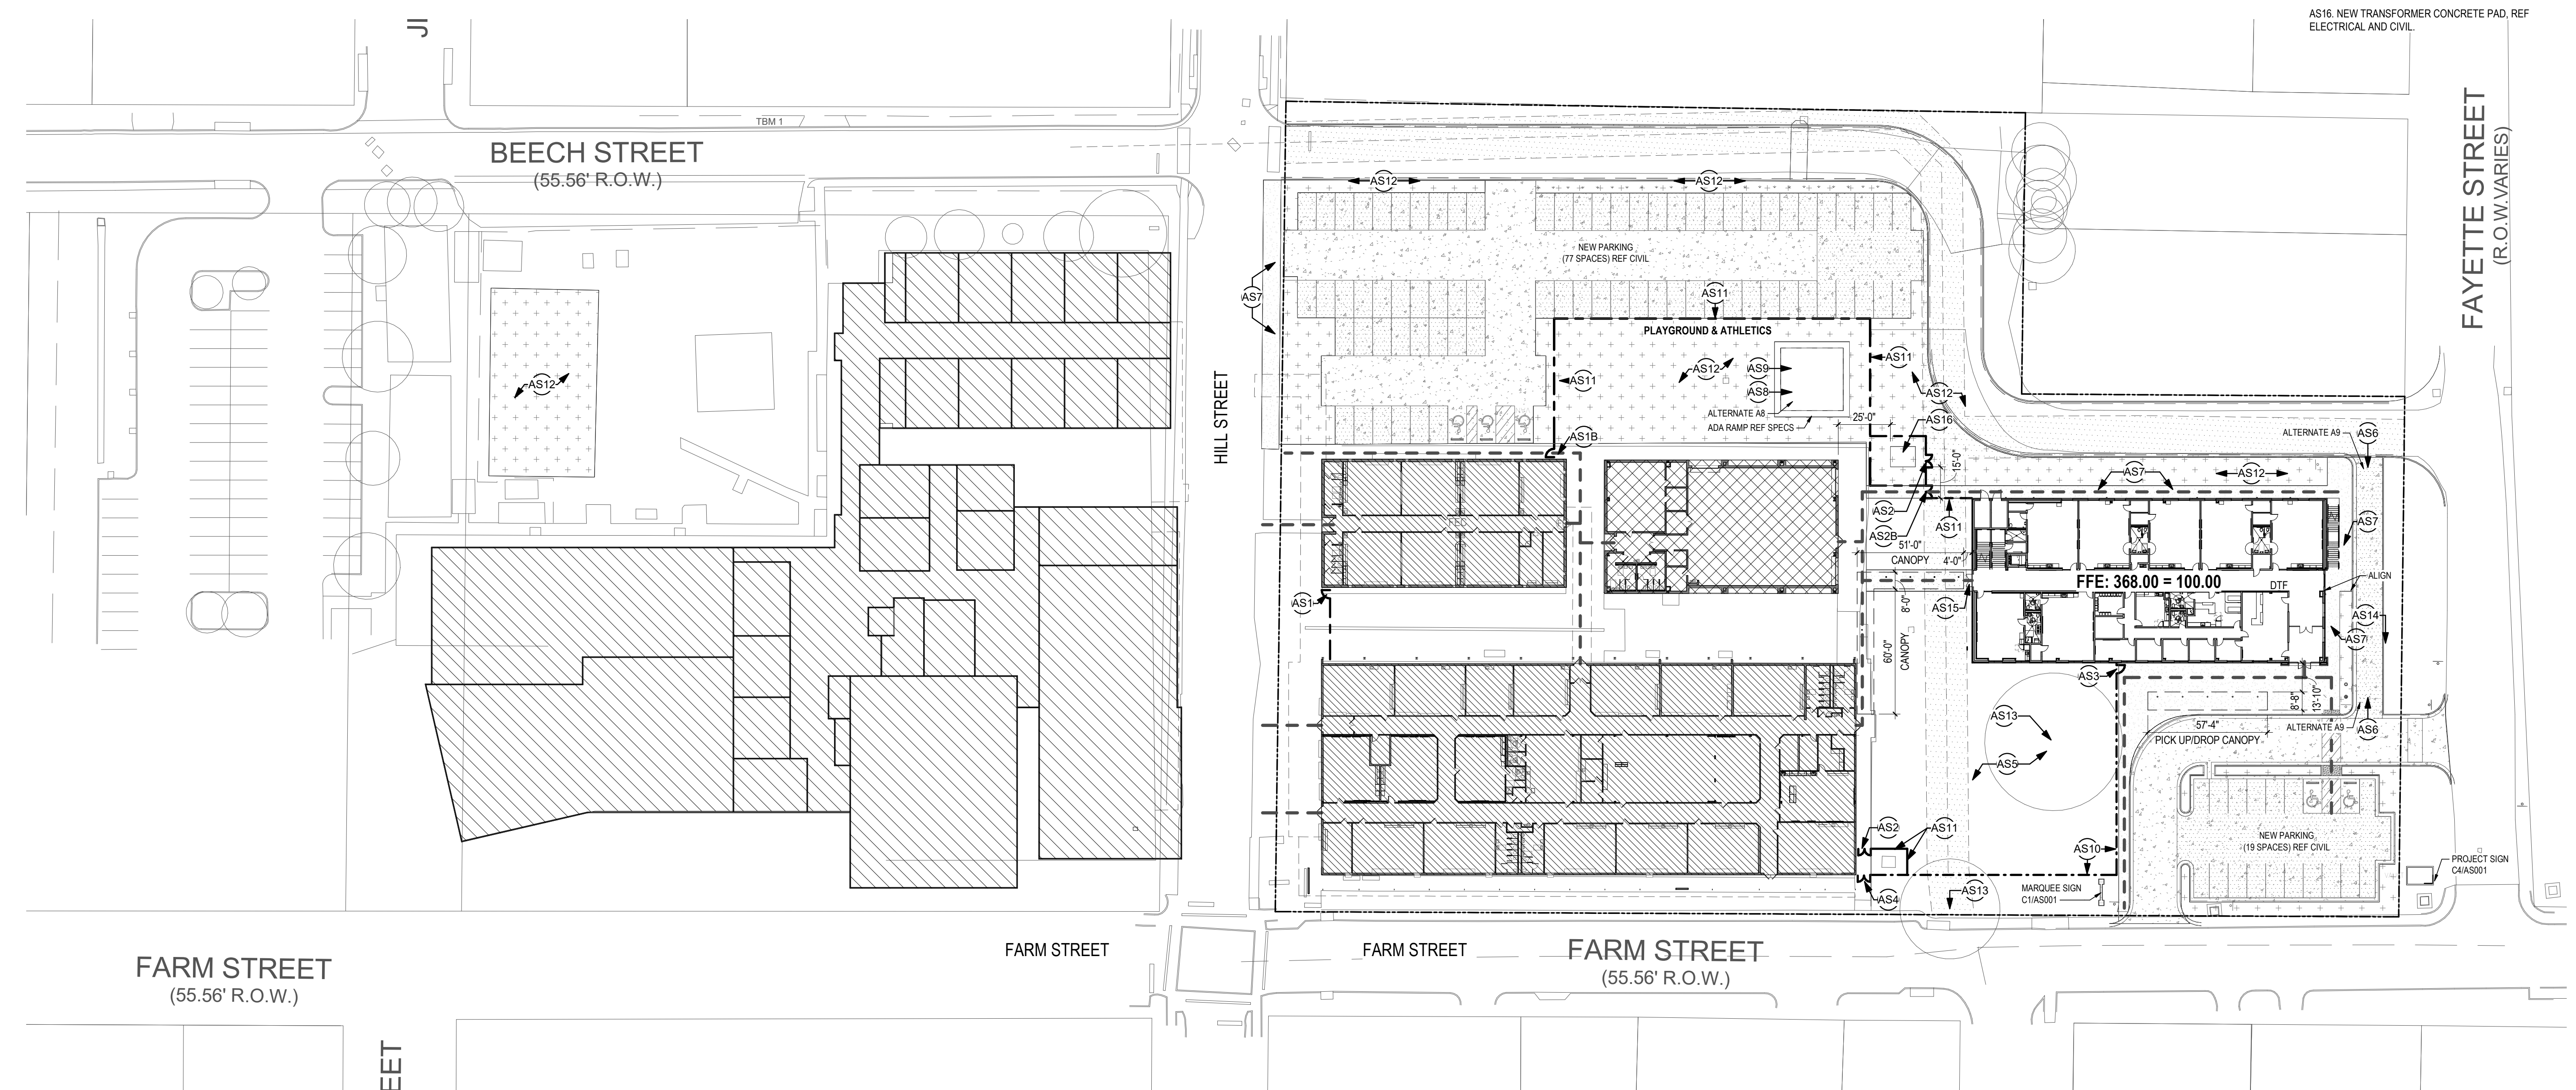 AS16. NEW TRANSFORMER CONCRETE PAD, REF
ELECTRICAL AND CIVIL.
TBM 1
BEECH STREET
(55.56' R.O.W.)
FAYETTE STREET
(R.O.W.VARIES)
HILL STREET
AS12
AS12
AS12
NEW PARKING
(77 SPACES) REF CIVIL
AS7
AS11
PLAYGROUND & ATHLETICS
AS11
AS12
AS9
AS8
AS11
AS11
AS12
ALTERNATE A8
ADA RAMP REF SPECS
25'-0"
AS16
AS1B
15'-0"
ALTERNATE A9
AS6
AS7
AS12
AS2
AS2B
AS11
FEC
51'-0"
CANOPY
4'-0"
AS7
FFE: 368.00 = 100.00
DTF
ALIGN
AS1
AS15
8'-0"
60'-0"
CANOPY
AS14
AS7
AS3
8'-8"
13'-10"
AS13
57'-4"
PICK UP/DROP CANOPY
ALTERNATE A9
AS6
AS5
AS2
AS11
AS10
NEW PARKING
(19 SPACES) REF CIVIL
PROJECT SIGN
C4/AS001
AS4
AS13
MARQUEE SIGN
C1/AS001
FARM STREET
(55.56' R.O.W.)
FARM STREET
FARM STREET
FARM STREET
(55.56' R.O.W.)
EET